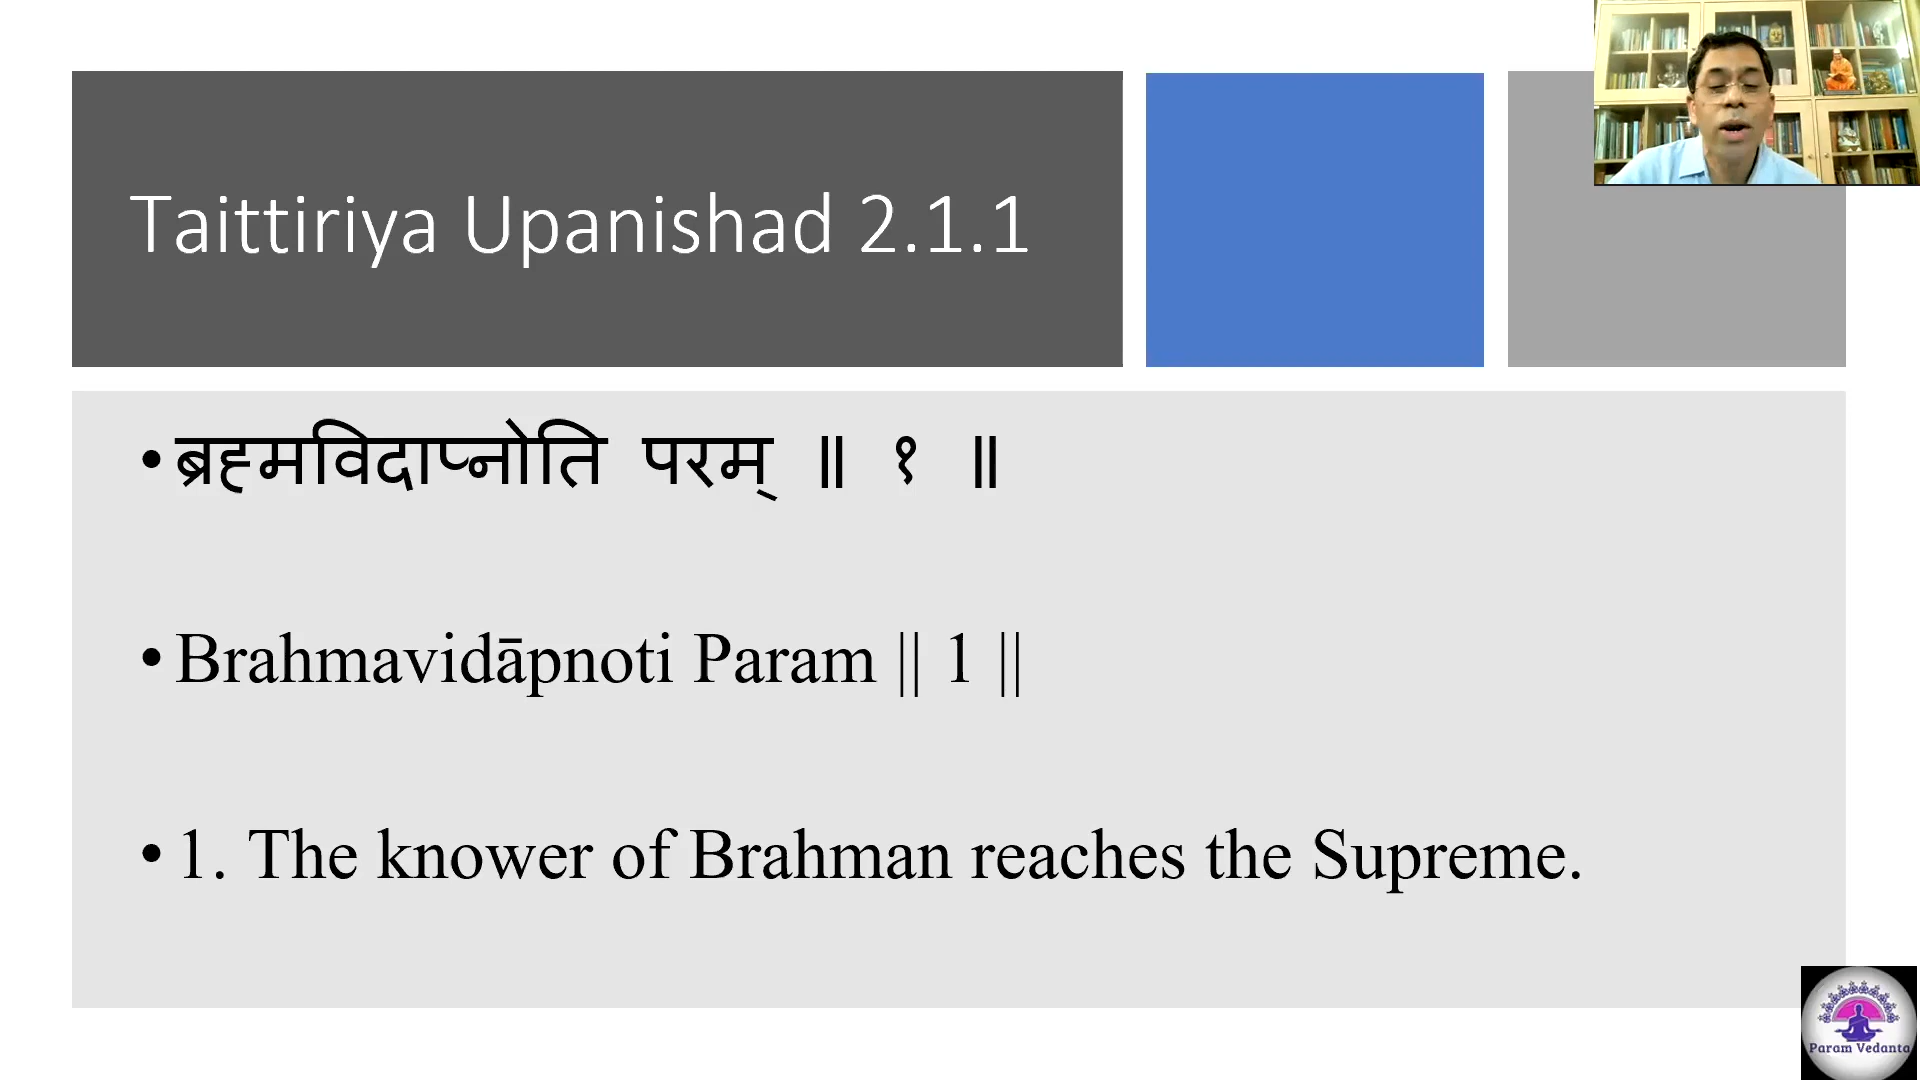 Taittiriya Upanishad 2.1.1
• ब्रह्मविदाप्नोति परम् ॥ १ ॥
• Brahmavidāpnoti Param || 1 ||
• 1. The knower of Brahman reaches the Supreme.
Param Vedanta